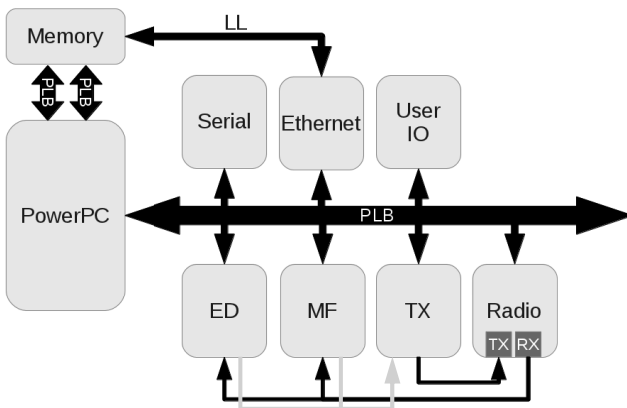 LL
Memory
PLB
PLB
Serial
Ethernet
User
IO
PowerPC
PLB
ED
MF
TX
Radio
TX
RX